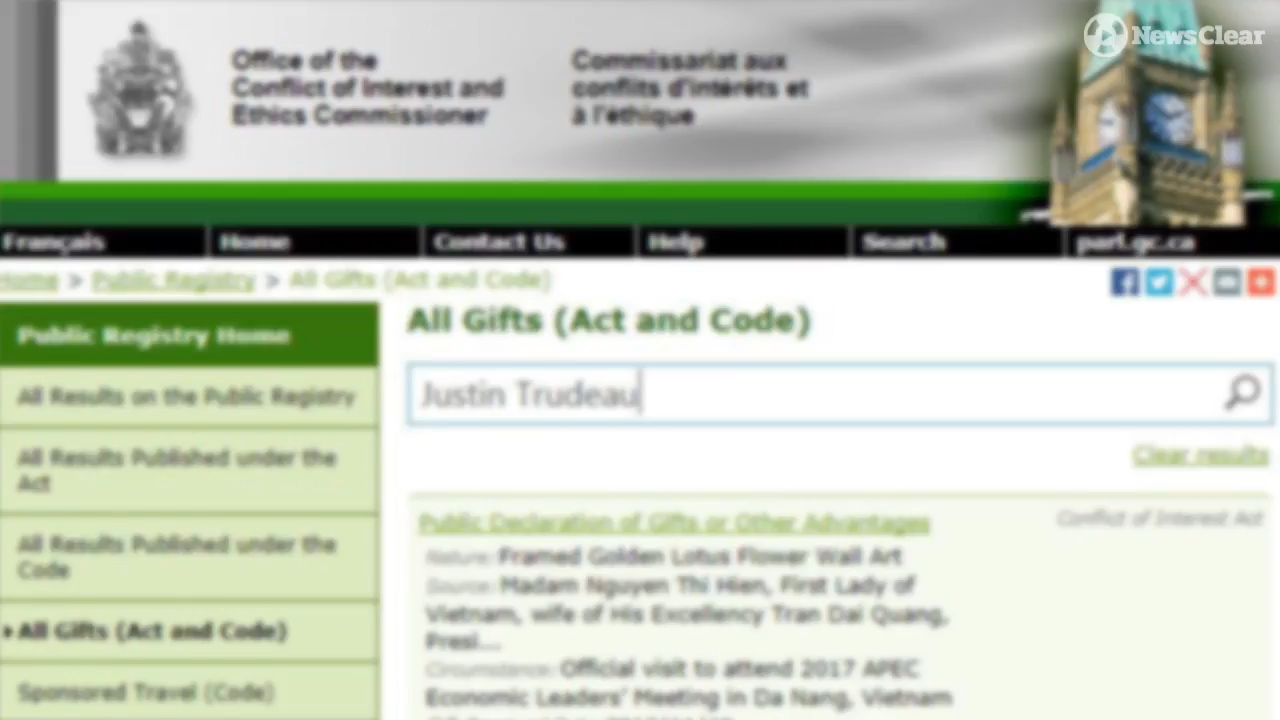 NewsClear
Office of the
Conflict of Interest and
Ethics Commissioner
Commissariat aux
conflits d'intérêts et
à l'éthique
Français
Home
Contact Us
Help
Search
parl.gc.ca
Home > Public Registry > All Gifts (Act and Code)
Public Registry Home
All Results on the Public Registry
All Results Published under the
Act
All Results Published under the
Code
All Gifts (Act and Code)
Sponsored Travel (Code)
All Gifts (Act and Code)
Justin Trudeau
Clear results
Public Declaration of Gifts or Other Advantages
Conflict of Interest Act
Nature: Framed Golden Lotus Flower Wall Art
Source: Madam Nguyen Thi Hien, First Lady of
Vietnam, wife of His Excellency Tran Dai Quang,
Presi...
Circumstance: Official visit to attend 2017 APEC
Economic Leaders' Meeting in Da Nang, Vietnam